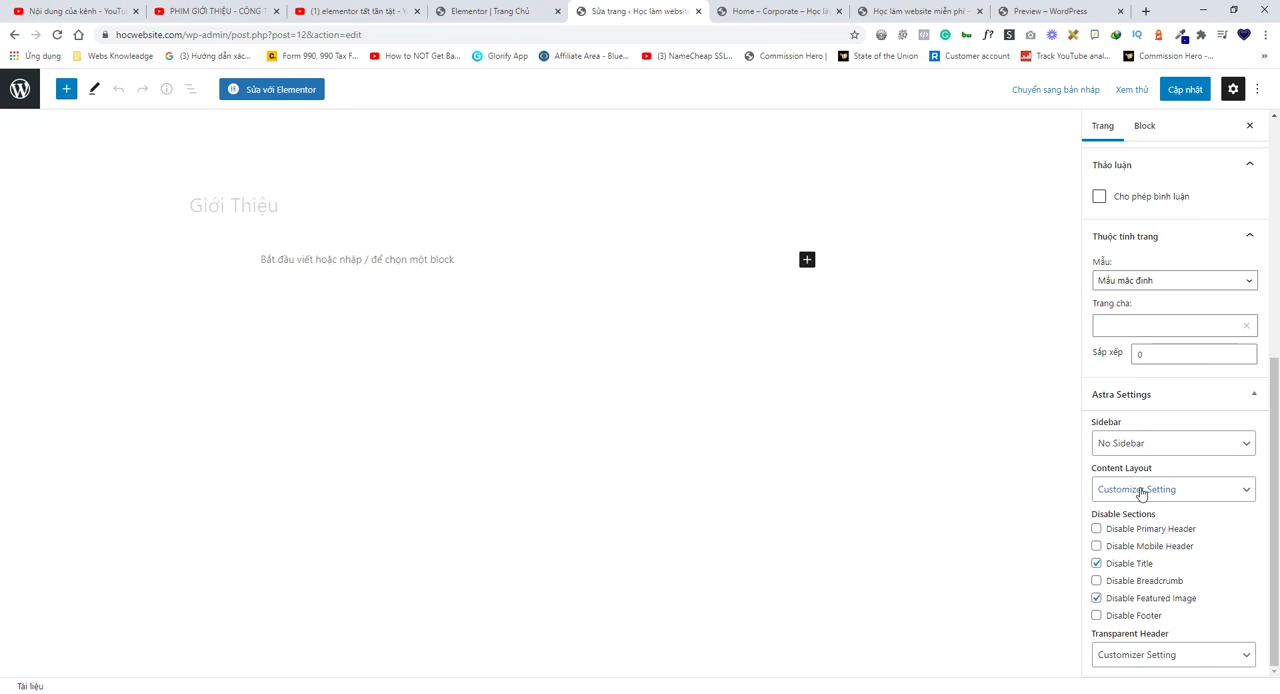 Nội dung của kênh - YouTu
PHIM GIỚI THIỆU - CÔNG T
(1) elementor tất tần tật - Yo
Elementor | Trang Chủ
Sửa trang ‹ Học làm website
Home – Corporate – Học là
Học làm website miễn phí –
Preview – WordPress
hocwebsite.com/wp-admin/post.php?post=12&action=edit
Ứng dụng
Webs Knowleadge
(3) Hướng dẫn xác...
Form 990, 990 Tax F...
How to NOT Get Ba...
Glorify App
Affiliate Area - Blue...
(3) NameCheap SSL...
Commission Hero |
State of the Union
Customer account
Track YouTube anal...
Commission Hero -...
»
Sửa với Elementor
Chuyển sang bản nháp
Xem thử
Cập nhật
Trang
Block
Giới Thiệu
Bắt đầu viết hoặc nhập / để chọn một block
Thảo luận
Cho phép bình luận
Thuộc tính trang
Mẫu:
Mẫu mặc định
Trang cha:
Sắp xếp
0
Astra Settings
Sidebar
No Sidebar
Content Layout
Customizer Setting
Disable Sections
Disable Primary Header
Disable Mobile Header
Disable Title
Disable Breadcrumb
Disable Featured Image
Disable Footer
Transparent Header
Customizer Setting
Tài liệu